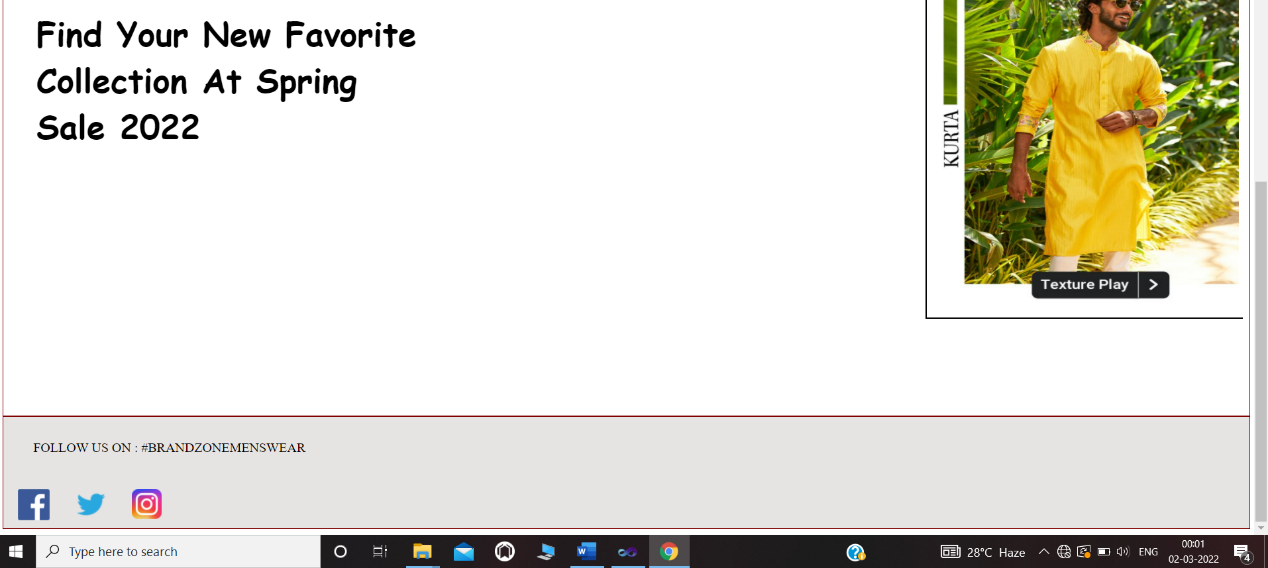 Find Your New Favorite
Collection At Spring
Sale 2022
KURTA
Texture Play
FOLLOW US ON : #BRANDZONEMENSWEAR
Type here to search
28°C Haze
ENG
00:01
02-03-2022
4